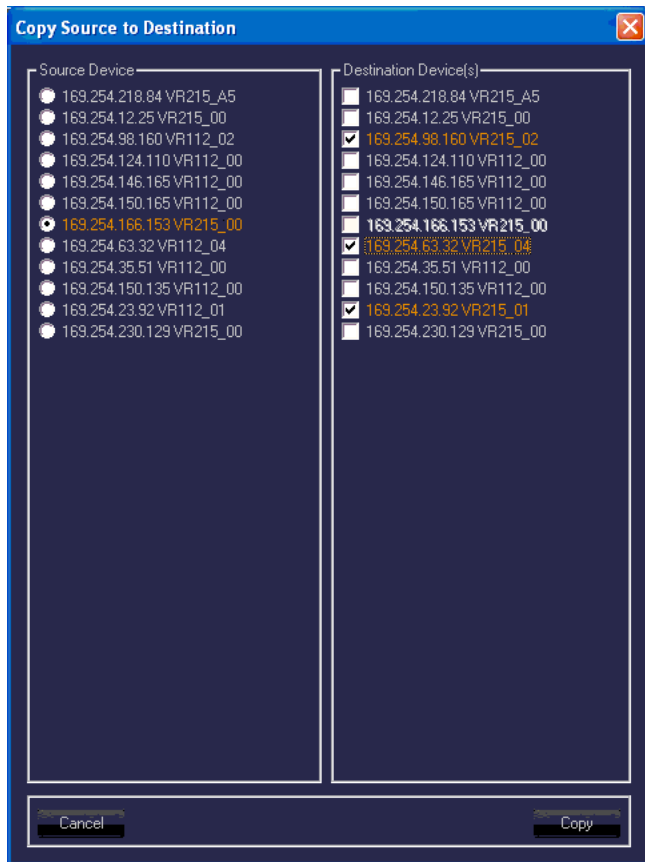 Copy Source to Destination
Source Device
169.254.218.84 VR215_A5
169.254.12.25 VR215_00
169.254.98.160 VR112_02
169.254.124.110 VR112_00
169.254.146.165 VR112_00
169.254.150.165 VR112_00
169.254.166.153 VR215_00
169.254.63.32 VR112_04
169.254.35.51 VR112_00
169.254.150.135 VR112_00
169.254.23.92 VR112_01
169.254.230.129 VR215_00
Destination Device(s)
169.254.218.84 VR215_A5
169.254.12.25 VR215_00
169.254.98.160 VR215_02
169.254.124.110 VR112_00
169.254.146.165 VR112_00
169.254.150.165 VR112_00
169.254.166.153 VR215_00
169.254.63.32 VR215_04
169.254.35.51 VR112_00
169.254.150.135 VR112_00
169.254.23.92 VR215_01
169.254.230.129 VR215_00
Cancel
Copy